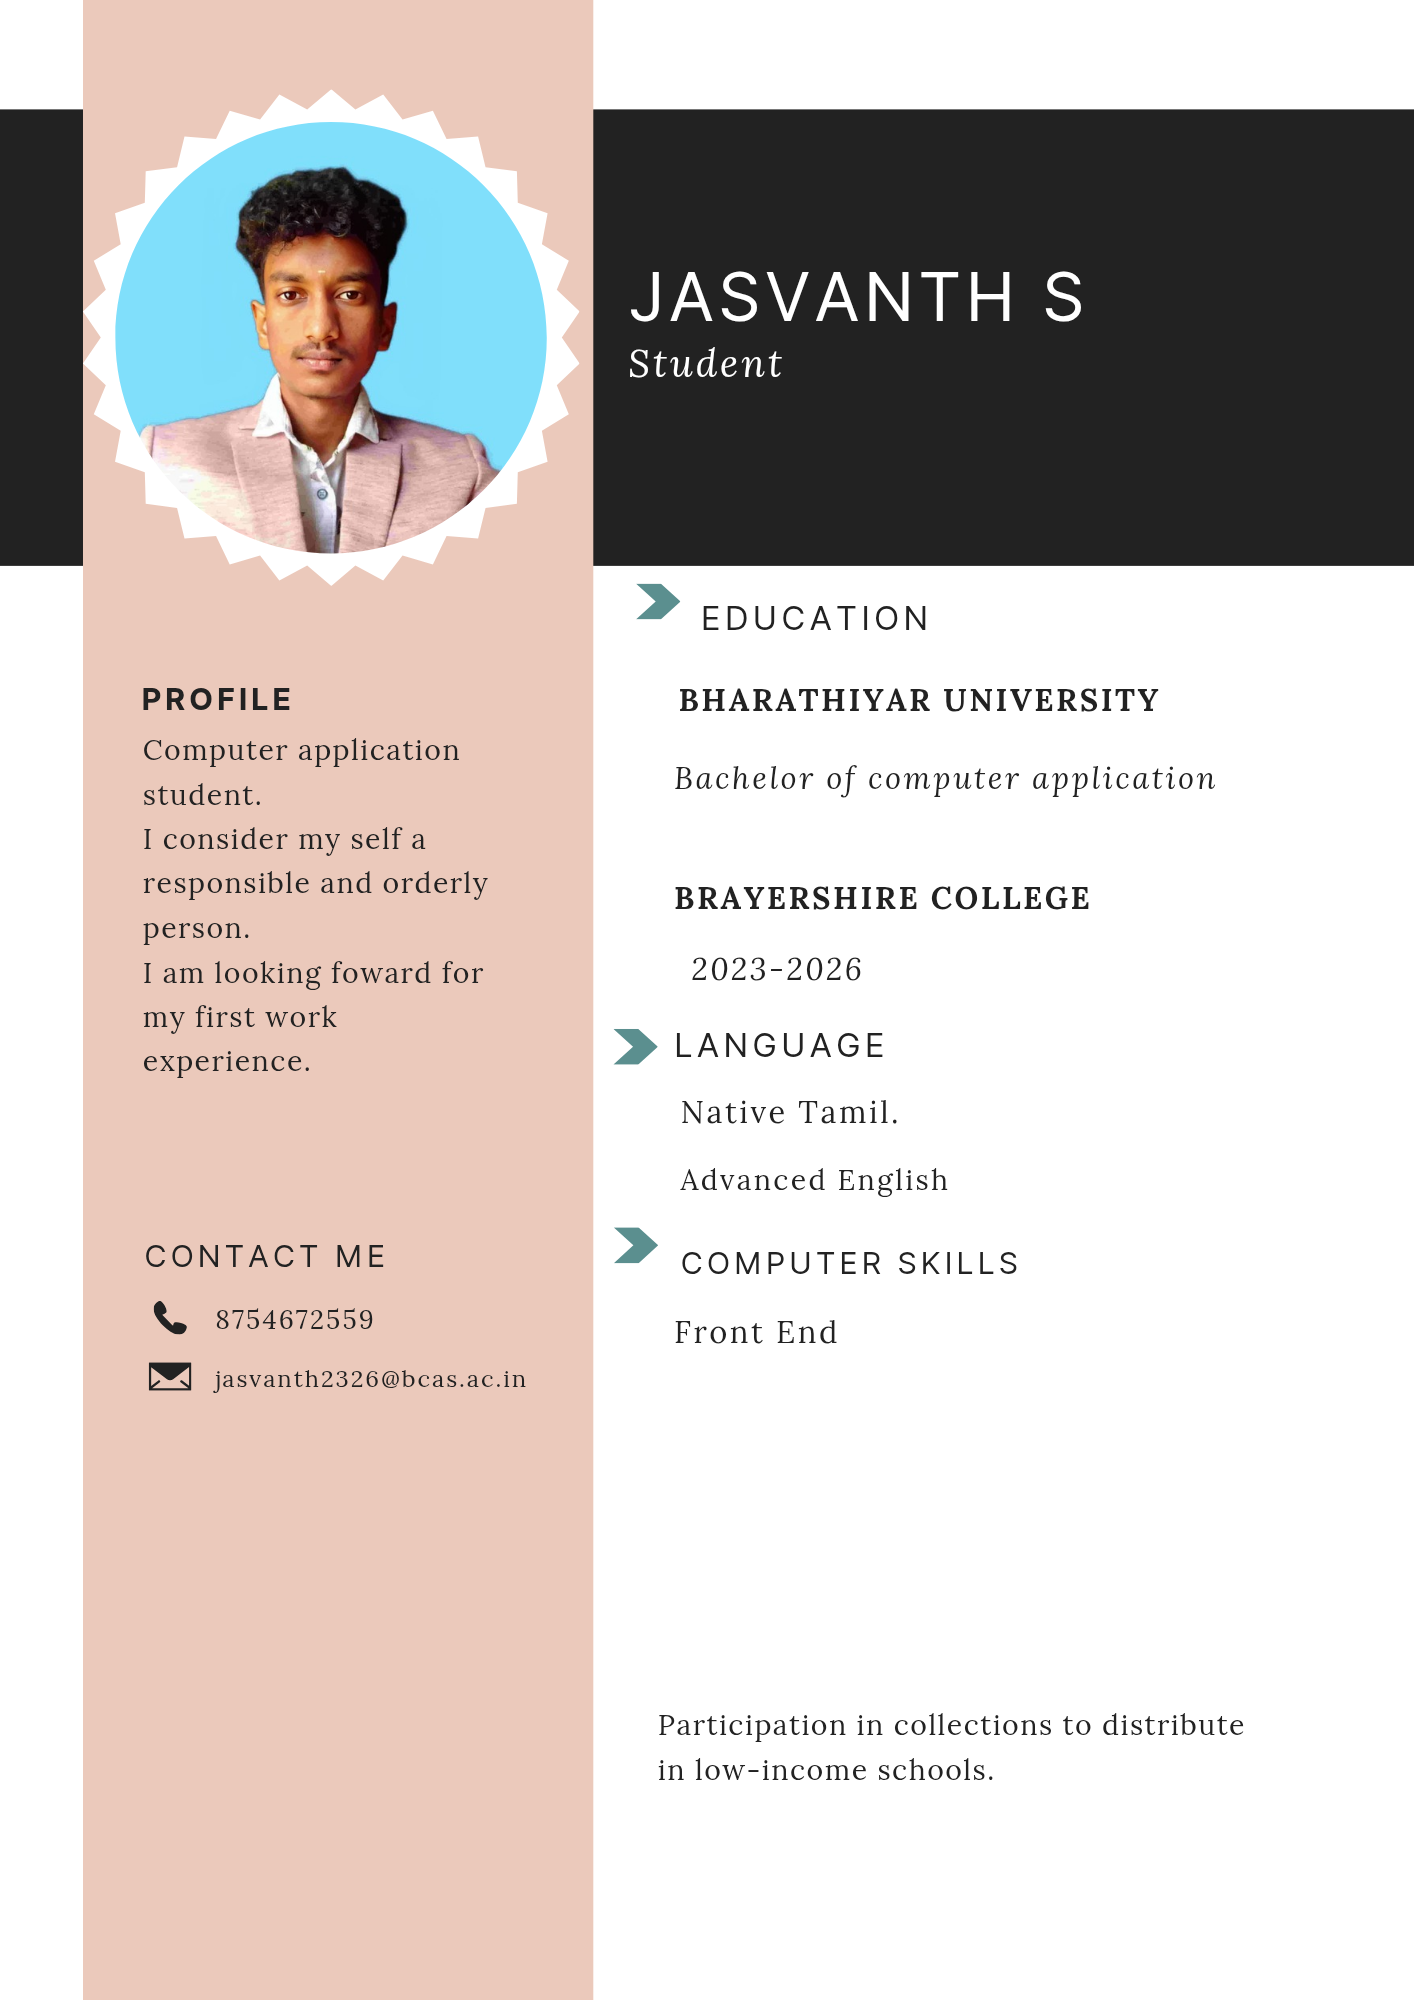 JASVANTH S
Student
PROFILE
Computer application
student.
I consider my self a
responsible and orderly
person.
I am looking foward for
my first work
experience.
CONTACT ME
8754672559
jasvanth2326@bcas.ac.in
EDUCATION
BHARATHIYAR UNIVERSITY
Bachelor of computer application
BRAYERSHIRE COLLEGE
2023-2026
LANGUAGE
Native Tamil.
Advanced English
COMPUTER SKILLS
Front End
Participation in collections to distribute
in low-income schools.